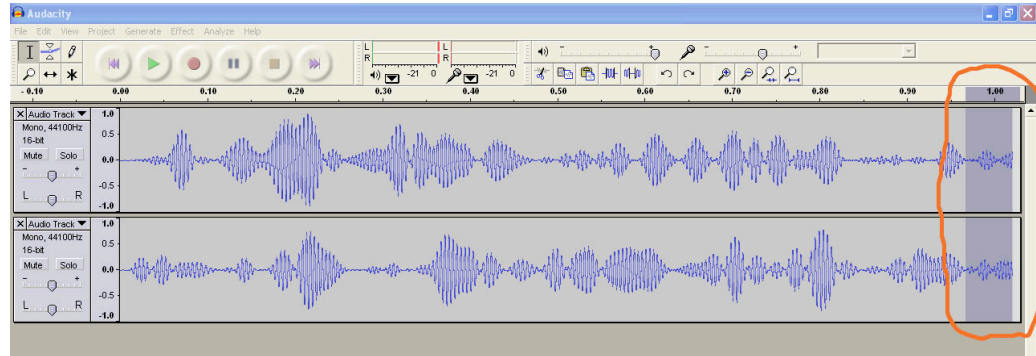 Audacity
File Edit View Project Generate Effect Analyze Help
L L
R R
-21 0 -21 0
- 0.10 0.00 0.10 0.20 0.30 0.40 0.50 0.60 0.70 0.80 0.90 1.00
X Audio Track 1.0
Mono, 44100Hz 0.5
16-bit
Mute Solo 0.0
- +
-0.5
L R
-1.0
X Audio Track 1.0
Mono, 44100Hz 0.5
16-bit
Mute Solo 0.0
- +
-0.5
L R
-1.0